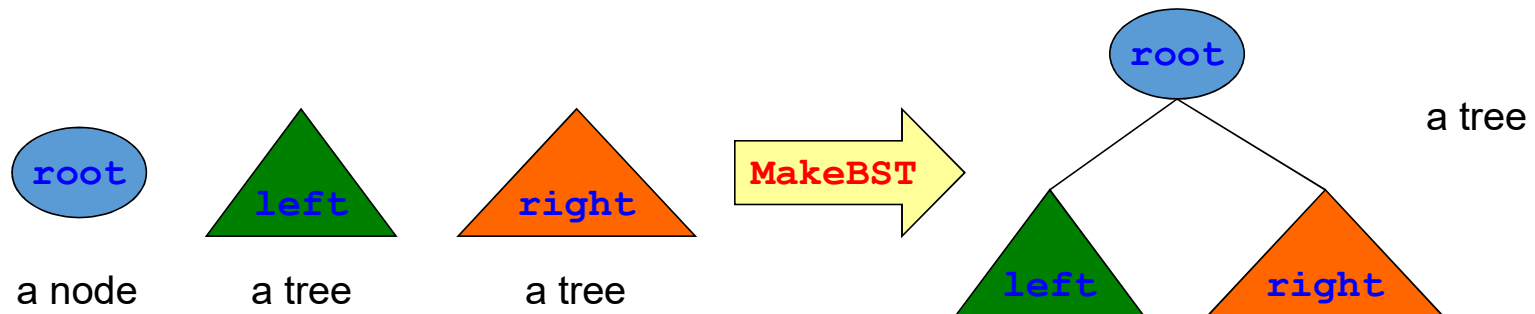 root
left
right
MakeBST
root
left
right
a tree
a node
a tree
a tree